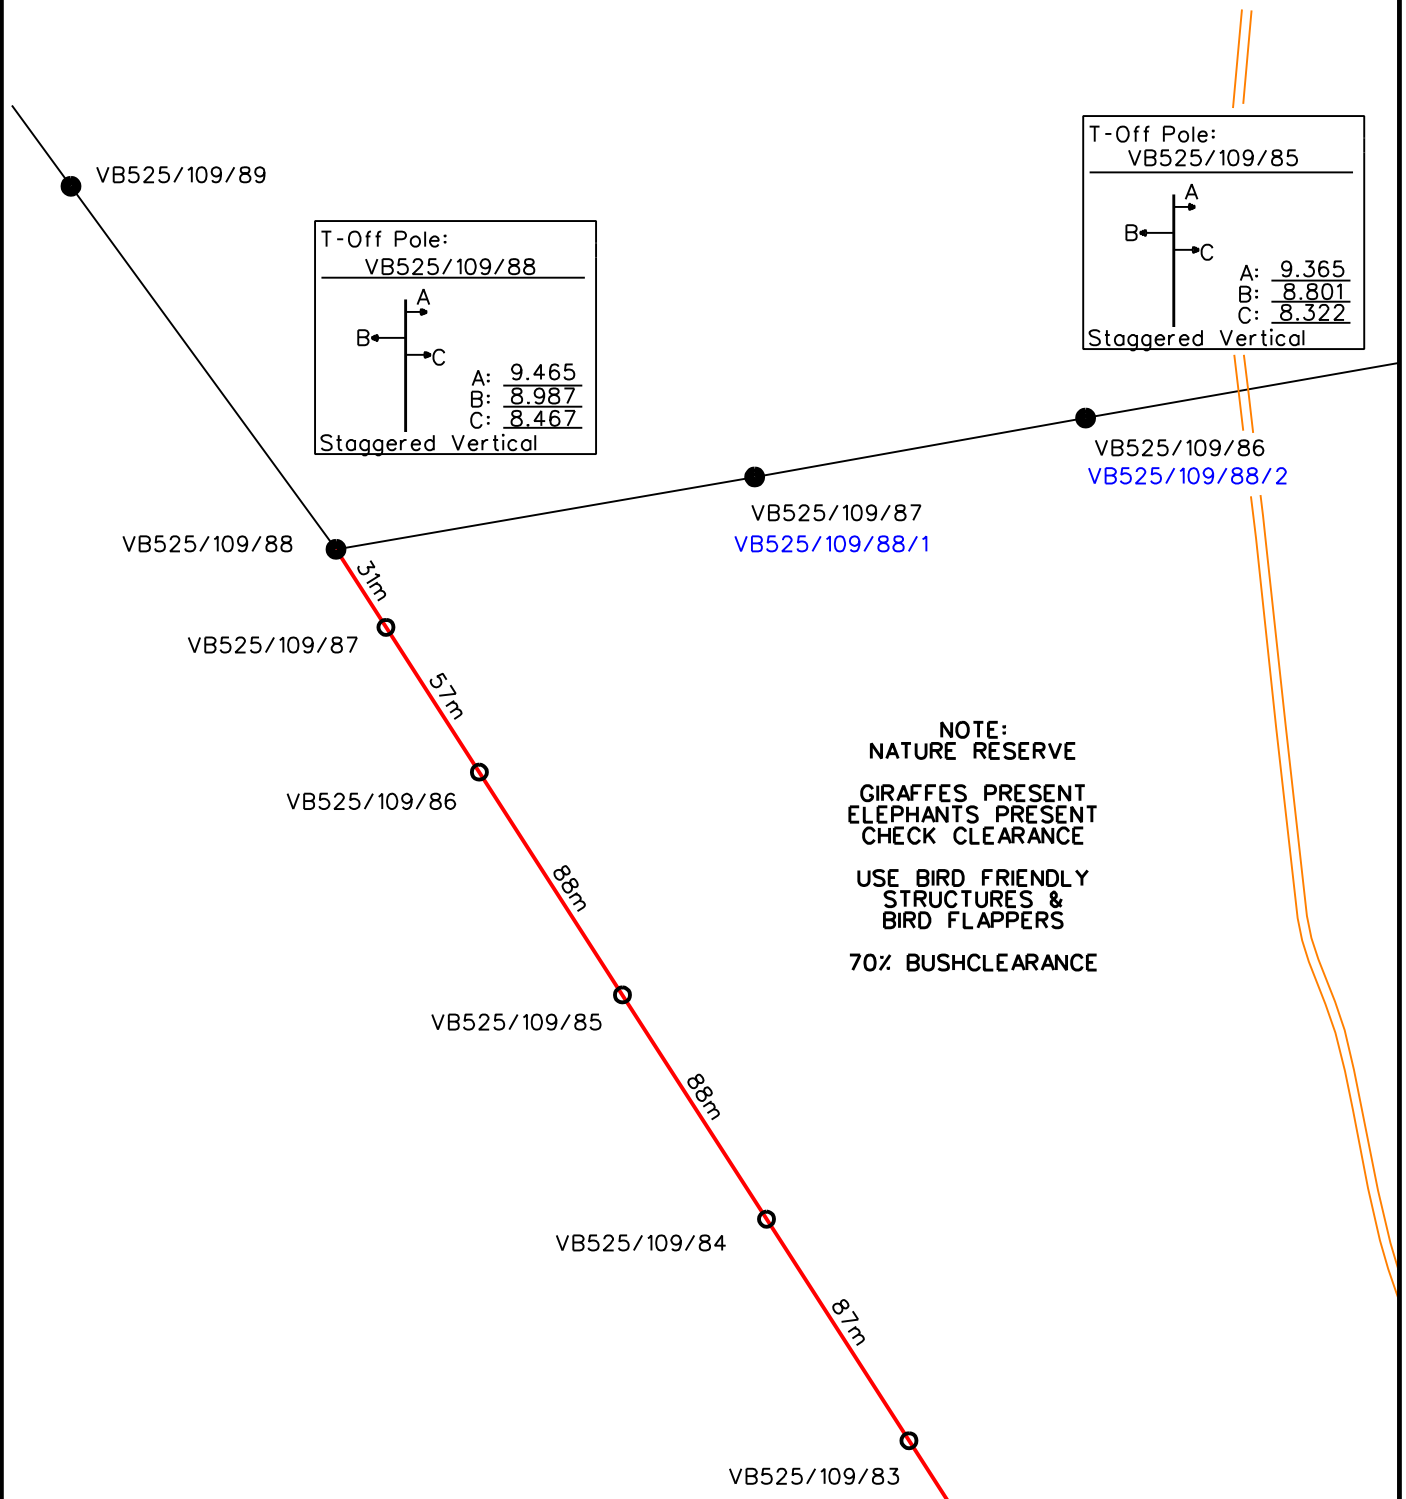 T-Off Pole:
VB525/109/85
A
B
C
A: 9.365
B: 8.801
C: 8.322
Staggered Vertical
VB525/109/89
T-Off Pole:
VB525/109/88
A
B
C
A: 9.465
B: 8.987
C: 8.467
Staggered Vertical
VB525/109/86
VB525/109/88/2
VB525/109/87
VB525/109/88/1
VB525/109/88
31m
VB525/109/87
57m
VB525/109/86
NOTE:
NATURE RESERVE
GIRAFFES PRESENT
ELEPHANTS PRESENT
CHECK CLEARANCE
USE BIRD FRIENDLY
STRUCTURES &
BIRD FLAPPERS
70% BUSHCLEARANCE
88m
VB525/109/85
88m
VB525/109/84
87m
VB525/109/83